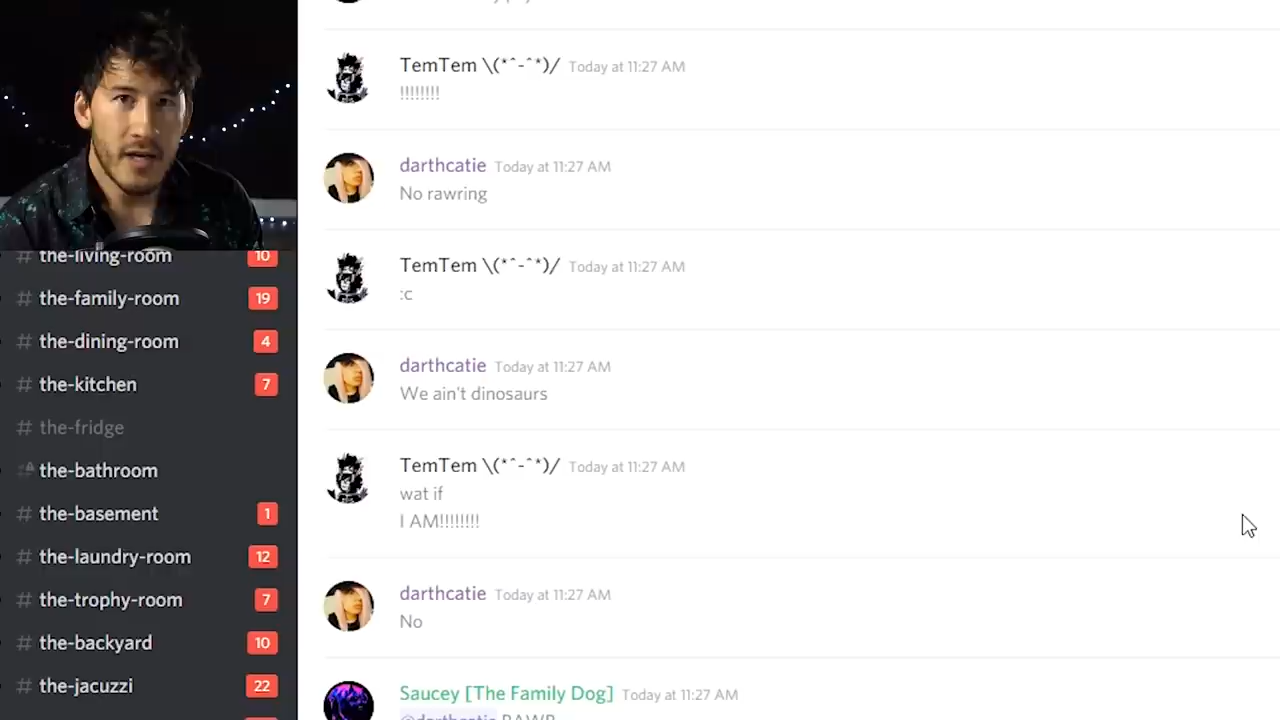 TemTem \(*^-^*)/ Today at 11:27 AM
!!!!!!!!
darthcatie Today at 11:27 AM
No rawring
TemTem \(*^-^*)/ Today at 11:27 AM
:c
darthcatie Today at 11:27 AM
We ain't dinosaurs
TemTem \(*^-^*)/ Today at 11:27 AM
wat if
I AM!!!!!!!!
darthcatie Today at 11:27 AM
No
Saucey [The Family Dog] Today at 11:27 AM
@darthcatie RAWR
# the-living-room 10
# the-family-room 19
# the-dining-room 4
# the-kitchen 7
# the-fridge
# the-bathroom
# the-basement 1
# the-laundry-room 12
# the-trophy-room 7
# the-backyard 10
# the-jacuzzi 22